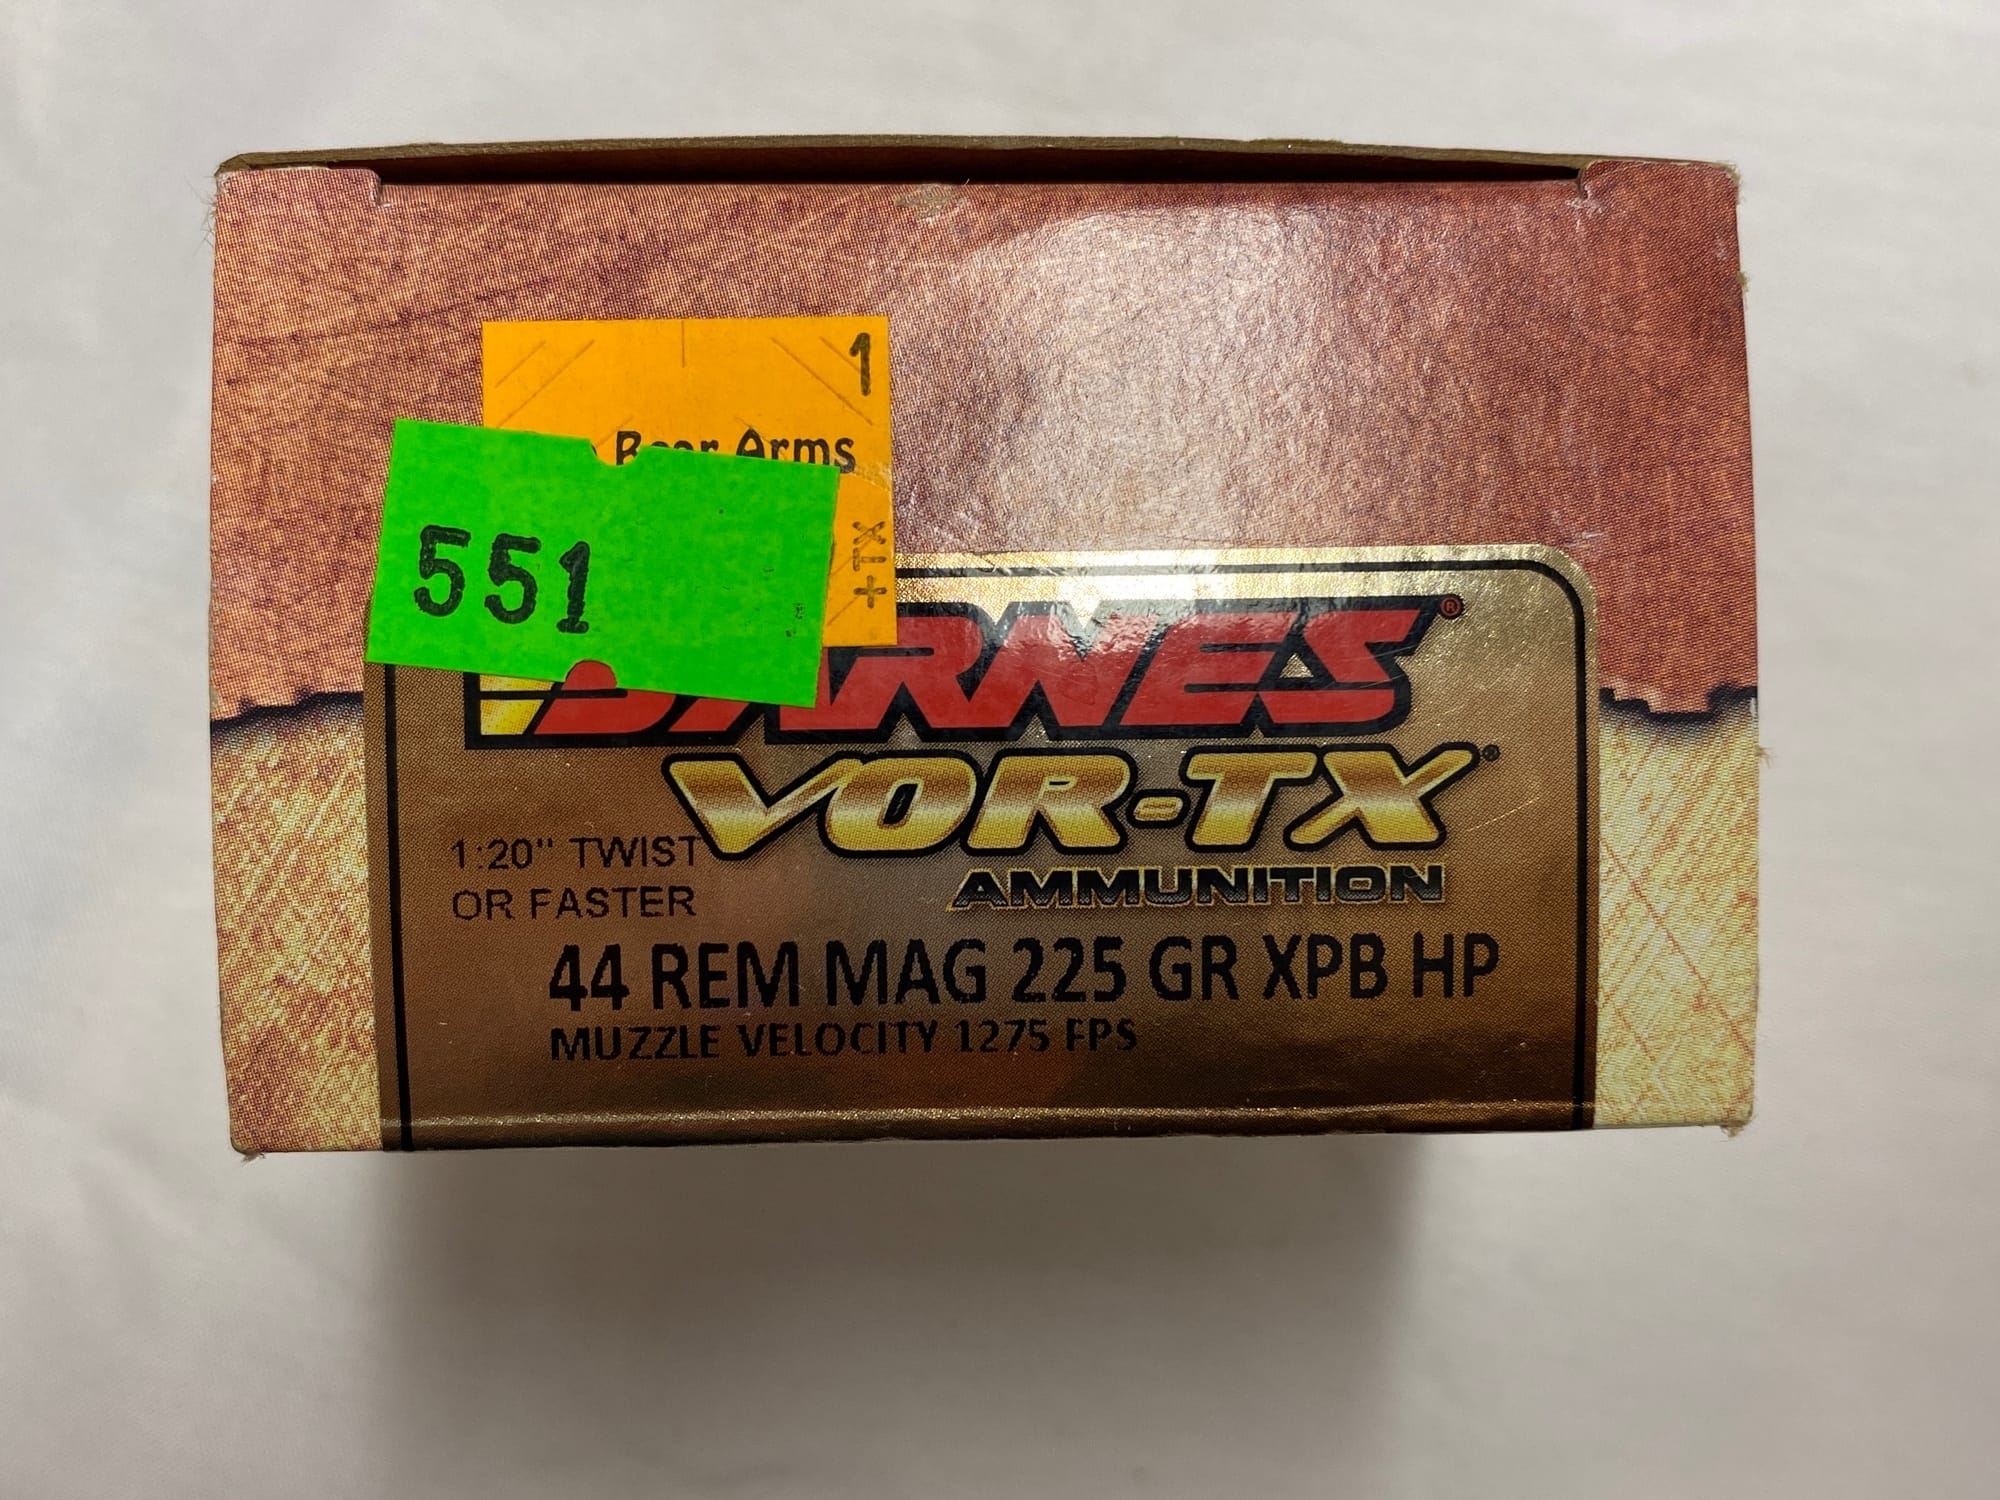 1
Bear Arms
+TX
551
BARNES®
VOR-TX®
1:20" TWIST
OR FASTER
AMMUNITION
44 REM MAG 225 GR XPB HP
MUZZLE VELOCITY 1275 FPS